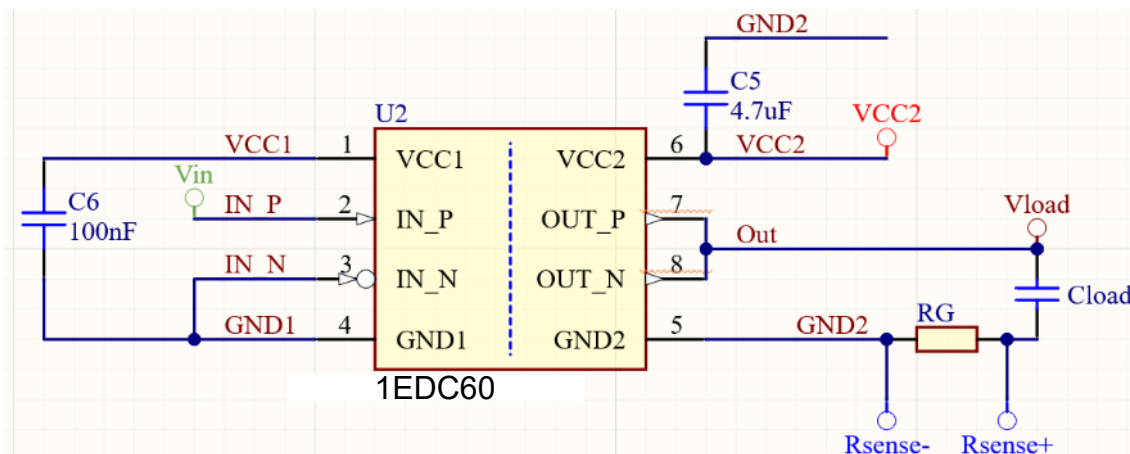 GND2
C5
4.7uF
VCC2
U2
VCC1
1
VCC1
VCC2
6
VCC2
Vin
C6
100nF
IN_P
2
IN_P
OUT_P
7
Vload
Out
IN_N
3
IN_N
OUT_N
8
Cload
GND1
4
GND1
GND2
5
GND2
RG
1EDC60
Rsense-
Rsense+